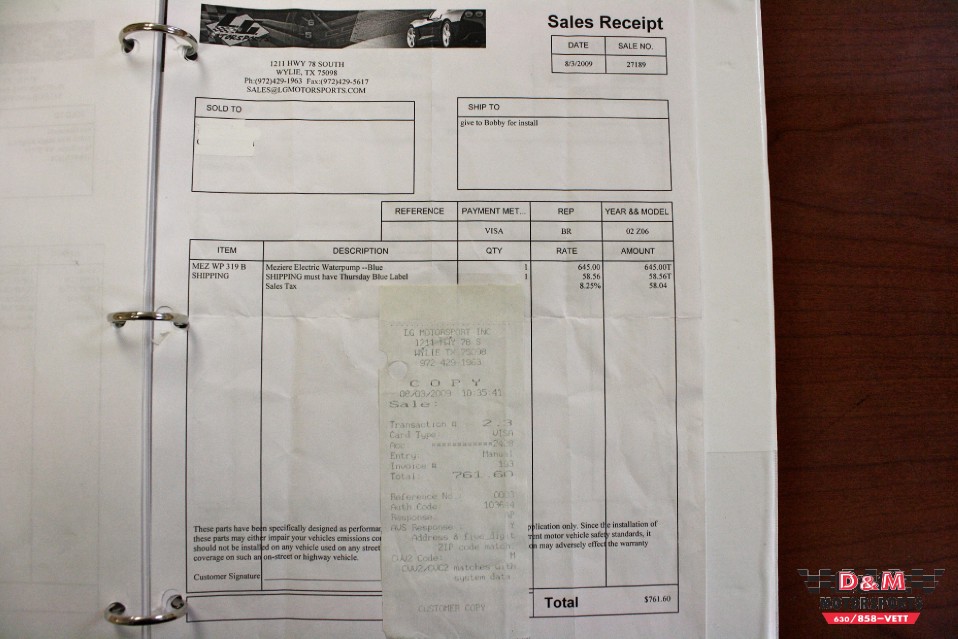 Sales Receipt
DATE SALE NO.
8/3/2009 27189
1211 HWY 78 SOUTH
WYLIE, TX 75098
Ph:(972)429-1963 Fax:(972)429-5617
SALES@LGMOTORSPORTS.COM
SOLD TO
SHIP TO
give to Bobby for install
REFERENCE PAYMENT MET... REP YEAR && MODEL
VISA BR 02 Z06
ITEM DESCRIPTION QTY RATE AMOUNT
MEZ WP 319 B Meziere Electric Waterpump --Blue 1 645.00 645.00T
SHIPPING SHIPPING must have Thursday Blue Label 1 58.56 58.56T
Sales Tax 8.25% 58.04
LG MOTORSPORT INC
1211 HWY 78 S
WYLIE TX 75098
972-429-1963
COPY
08/03/2009 10:35:41
Sale:
Transaction #
Card Type VISA
Acc
Entry Manual
Invoice #
Total: 761.60
Reference No.:
Auth.Code:
Response:
AVS Response: Y
Address & five digit
ZIP code match
CVV2 Code: M
CVV2/CVC2 matches with
system data.
CUSTOMER COPY
These parts have been specifically designed as performa pplication only. Since the installation of
these parts may either impair your vehicles emissions co ment motor vehicle safety standards, it
should not be installed on any vehicle used on any street on may adversely effect the warranty
coverage on such an on-street or highway vehicle.
Customer Signature
Total $761.60
D&M
MOTORSPORTS
630/858-VETT